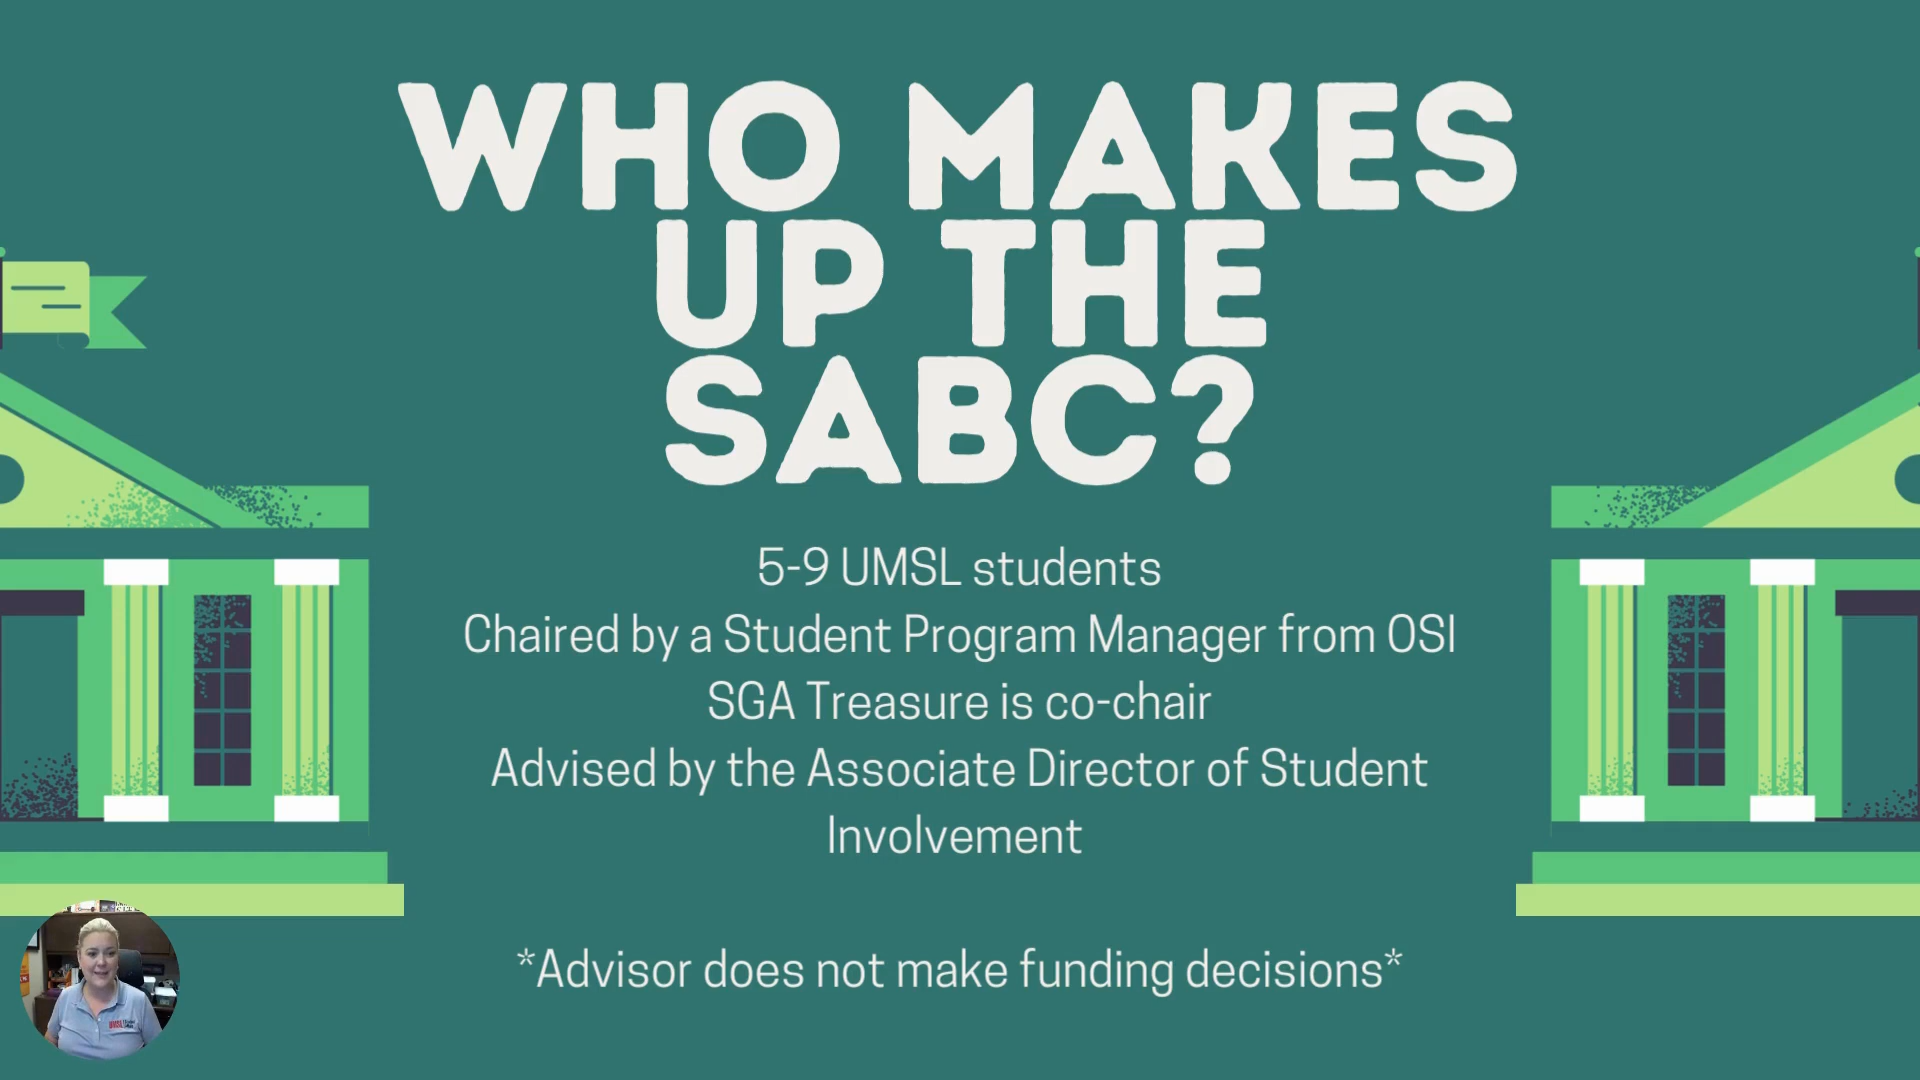 WHO MAKES
UP THE
SABC?
5-9 UMSL students
Chaired by a Student Program Manager from OSI
SGA Treasure is co-chair
Advised by the Associate Director of Student
Involvement
*Advisor does not make funding decisions*
UMSL